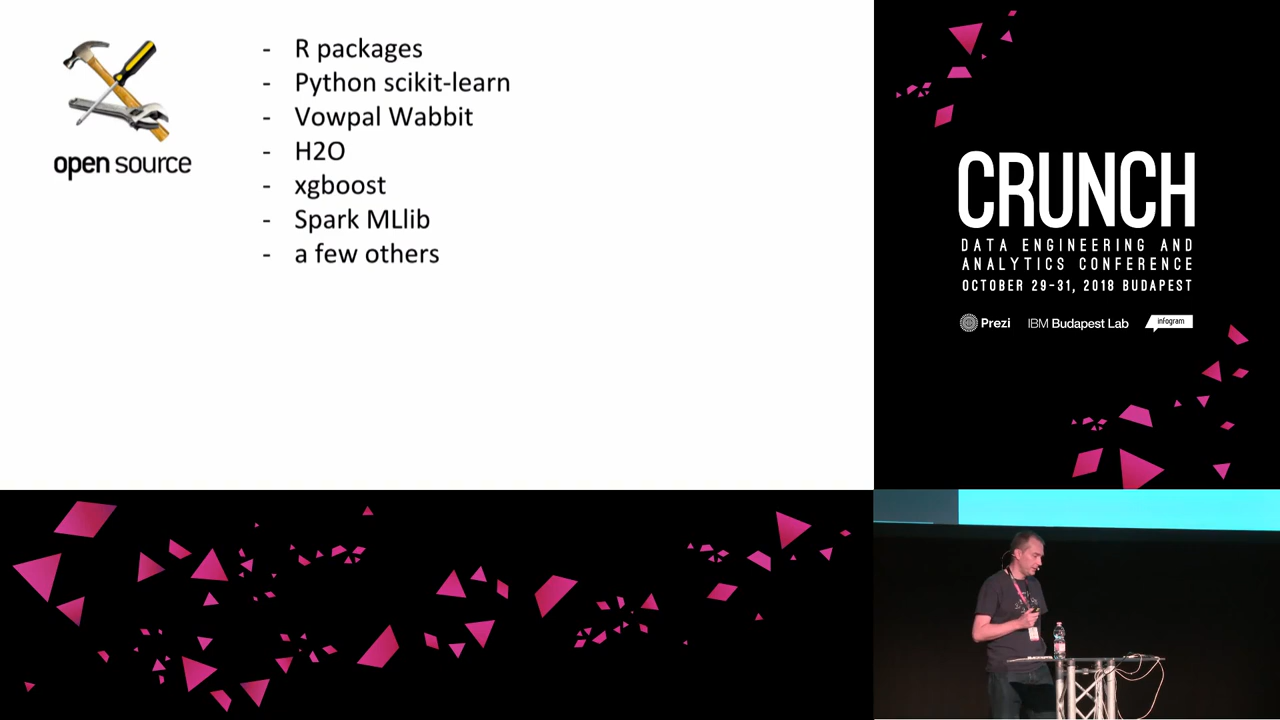 open source
- R packages
- Python scikit-learn
- Vowpal Wabbit
- H2O
- xgboost
- Spark MLlib
- a few others
CRUNCH
DATA ENGINEERING AND
ANALYTICS CONFERENCE
OCTOBER 29-31, 2018 BUDAPEST
Prezi IBM Budapest Lab infogram